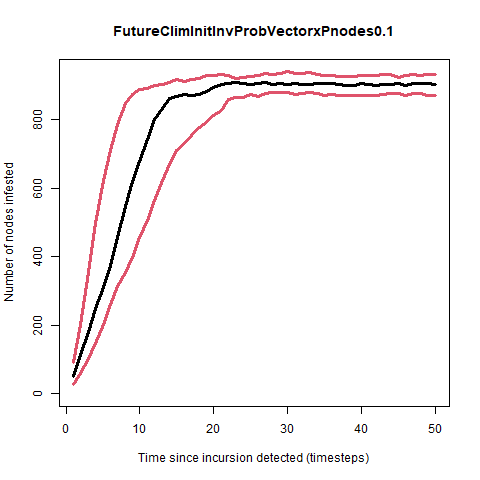 FutureClimInitInvProbVectorxPnodes0.1
Number of nodes infested
800
600
400
200
0
0 10 20 30 40 50
Time since incursion detected (timesteps)